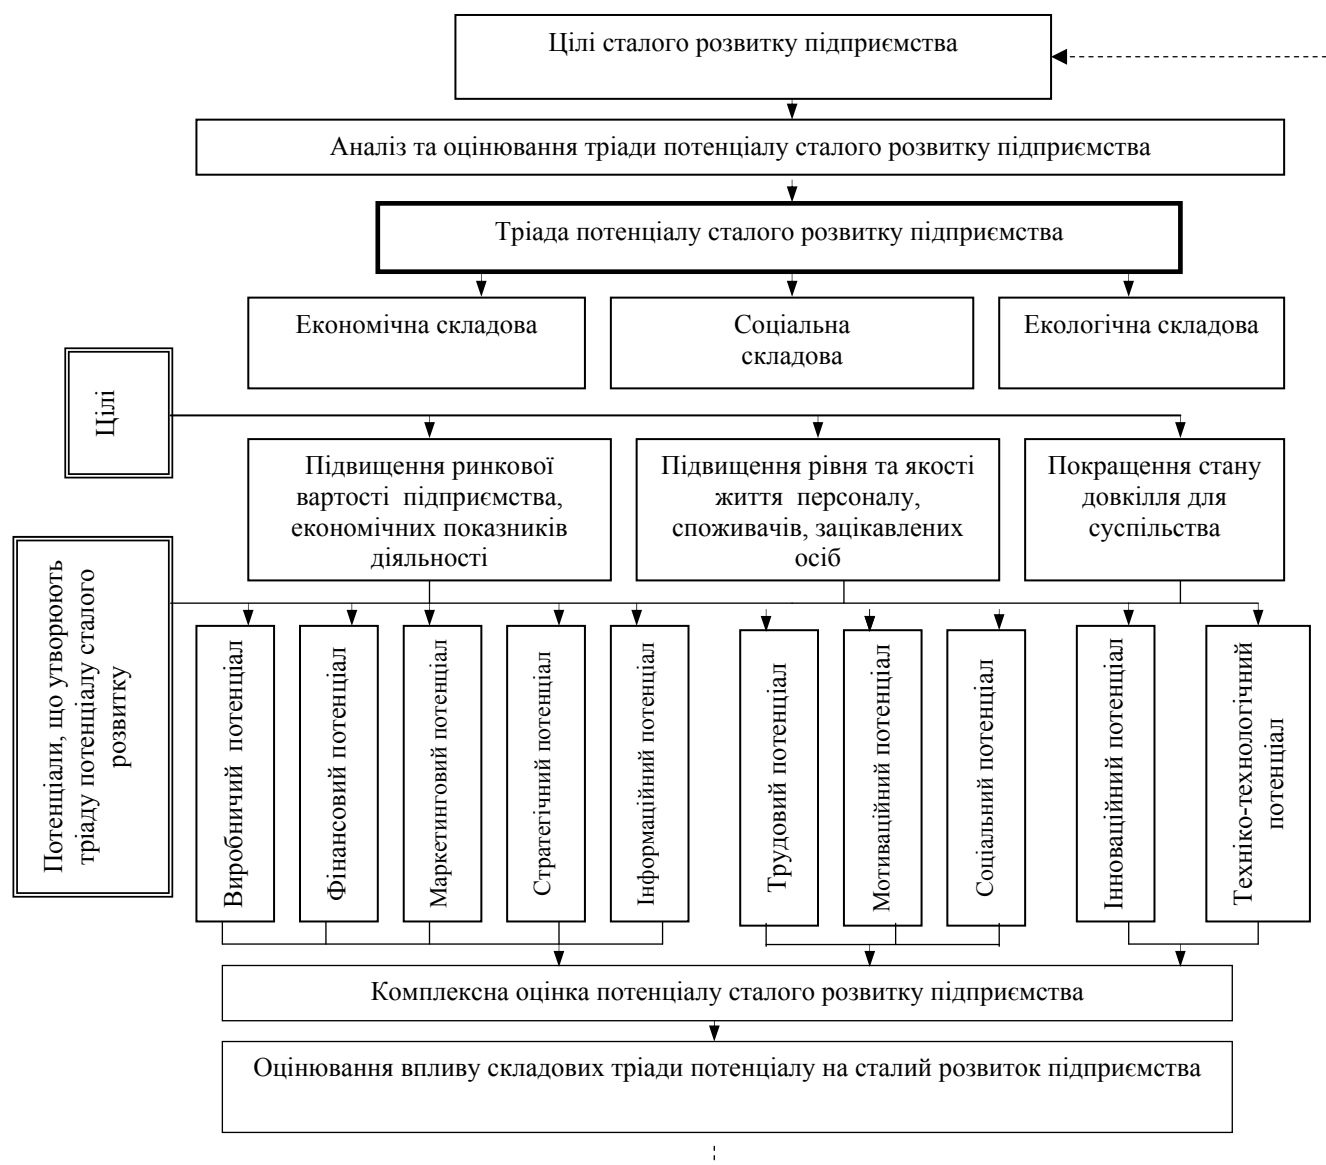 Цілі сталого розвитку підприємства
Аналіз та оцінювання тріади потенціалу сталого розвитку підприємства
Тріада потенціалу сталого розвитку підприємства
Економічна складова
Соціальна
складова
Екологічна складова
Цілі
Підвищення ринкової
вартості підприємства,
економічних показників
діяльності
Підвищення рівня та якості
життя персоналу,
споживачів, зацікавлених
осіб
Покращення стану
довкілля для
суспільства
Потенціали, що утворюють
тріаду потенціалу сталого
розвитку
Виробничий потенціал
Фінансовий потенціал
Маркетинговий потенціал
Стратегічний потенціал
Інформаційний потенціал
Трудовий потенціал
Мотиваційний потенціал
Соціальний потенціал
Інноваційний потенціал
Техніко-технологічний
потенціал
Комплексна оцінка потенціалу сталого розвитку підприємства
Оцінювання впливу складових тріади потенціалу на сталий розвиток підприємства